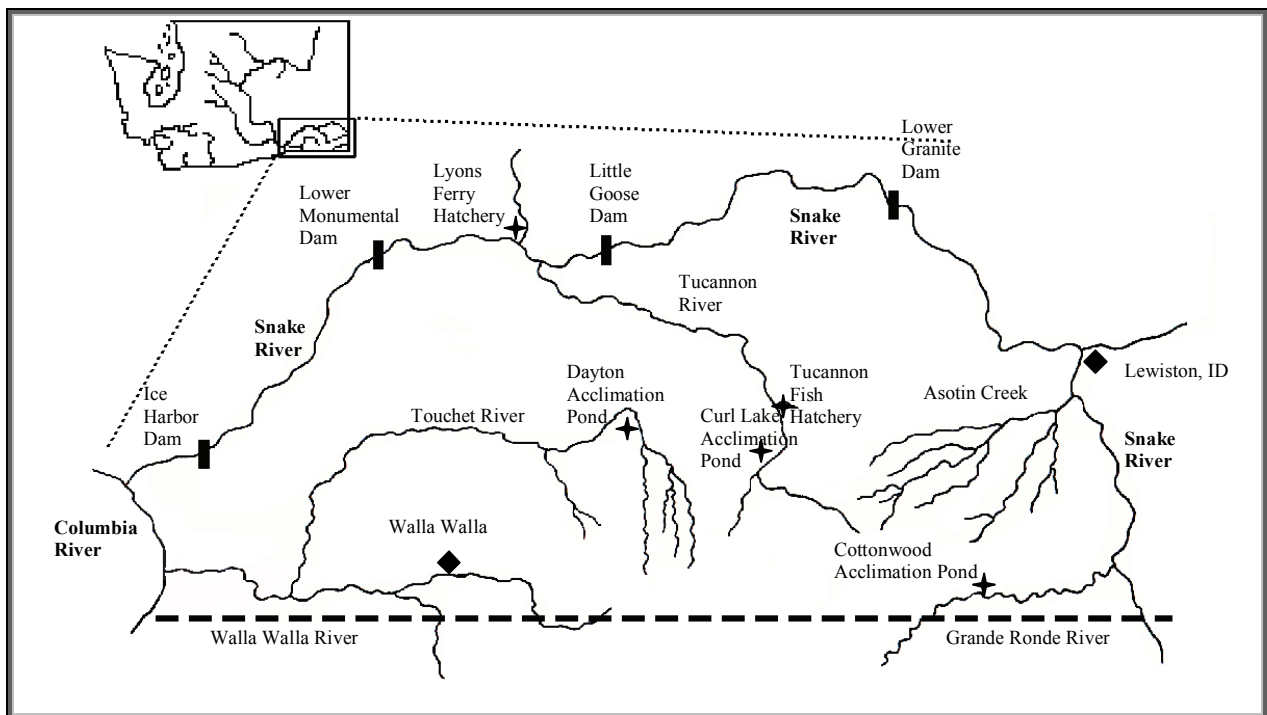 Lower
Granite
Dam
Lyons
Ferry
Hatchery
Little
Goose
Dam
Lower
Monumental
Dam
Snake
River
Tucannon
River
Snake
River
Ice
Harbor
Dam
Dayton
Acclimation
Pond
Tucannon
Fish
Hatchery
Lewiston, ID
Touchet River
Curl Lake
Acclimation
Pond
Asotin Creek
Snake
River
Columbia
River
Walla Walla
Cottonwood
Acclimation Pond
Walla Walla River
Grande Ronde River